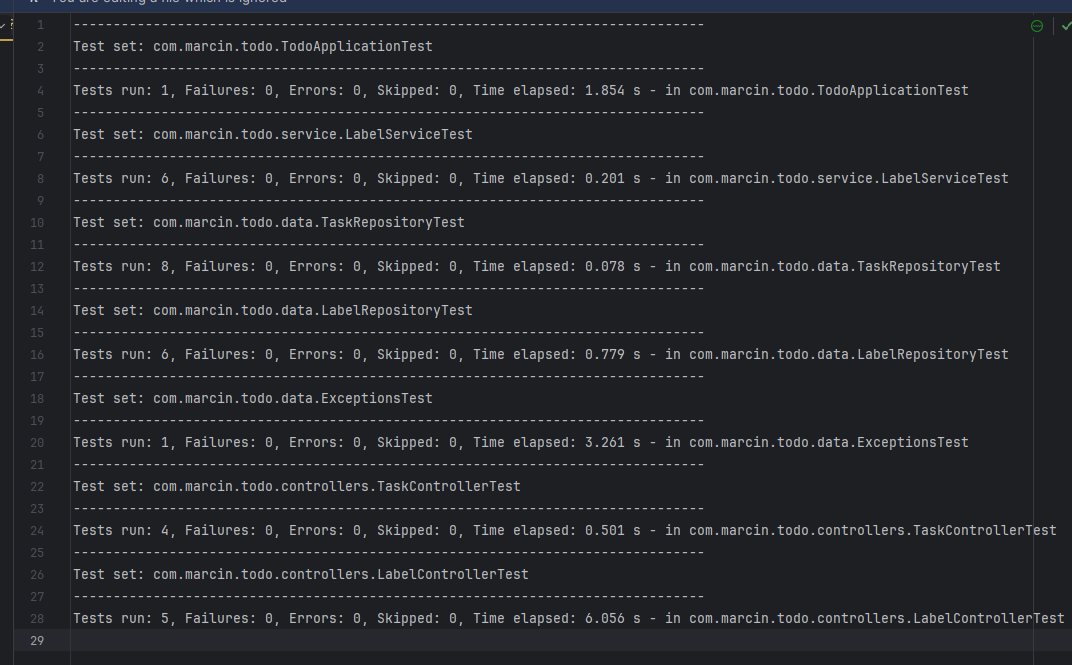 You are editing a file which is ignored
1 -------------------------------------------------------------------------------
2 Test set: com.marcin.todo.TodoApplicationTest
3 -------------------------------------------------------------------------------
4 Tests run: 1, Failures: 0, Errors: 0, Skipped: 0, Time elapsed: 1.854 s - in com.marcin.todo.TodoApplicationTest
5 -------------------------------------------------------------------------------
6 Test set: com.marcin.todo.service.LabelServiceTest
7 -------------------------------------------------------------------------------
8 Tests run: 6, Failures: 0, Errors: 0, Skipped: 0, Time elapsed: 0.201 s - in com.marcin.todo.service.LabelServiceTest
9 -------------------------------------------------------------------------------
10 Test set: com.marcin.todo.data.TaskRepositoryTest
11 -------------------------------------------------------------------------------
12 Tests run: 8, Failures: 0, Errors: 0, Skipped: 0, Time elapsed: 0.078 s - in com.marcin.todo.data.TaskRepositoryTest
13 -------------------------------------------------------------------------------
14 Test set: com.marcin.todo.data.LabelRepositoryTest
15 -------------------------------------------------------------------------------
16 Tests run: 6, Failures: 0, Errors: 0, Skipped: 0, Time elapsed: 0.779 s - in com.marcin.todo.data.LabelRepositoryTest
17 -------------------------------------------------------------------------------
18 Test set: com.marcin.todo.data.ExceptionsTest
19 -------------------------------------------------------------------------------
20 Tests run: 1, Failures: 0, Errors: 0, Skipped: 0, Time elapsed: 3.261 s - in com.marcin.todo.data.ExceptionsTest
21 -------------------------------------------------------------------------------
22 Test set: com.marcin.todo.controllers.TaskControllerTest
23 -------------------------------------------------------------------------------
24 Tests run: 4, Failures: 0, Errors: 0, Skipped: 0, Time elapsed: 0.501 s - in com.marcin.todo.controllers.TaskControllerTest
25 -------------------------------------------------------------------------------
26 Test set: com.marcin.todo.controllers.LabelControllerTest
27 -------------------------------------------------------------------------------
28 Tests run: 5, Failures: 0, Errors: 0, Skipped: 0, Time elapsed: 6.056 s - in com.marcin.todo.controllers.LabelControllerTest
29